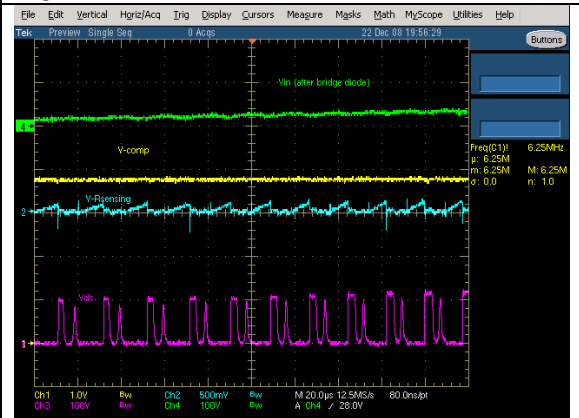 File Edit Vertical Horiz/Acq Trig Display Cursors Measure Masks Math MyScope Utilities Help
Tek Preview Single Seq 0 Acqs 22 Dec 08 19:56:29 Buttons
Vin (after bridge diode)
4
V-comp
Freq(C1)! 6.25MHz
µ: 6.25M
m: 6.25M M: 6.25M
σ: 0.0 n: 1.0
V-Rsensing
2
Vds
Ch1 1.0V Bw Ch2 500mV Bw M 20.0µs 12.5MS/s 80.0ns/pt
Ch3 100V Bw Ch4 100V Bw A Ch4 / 28.0V